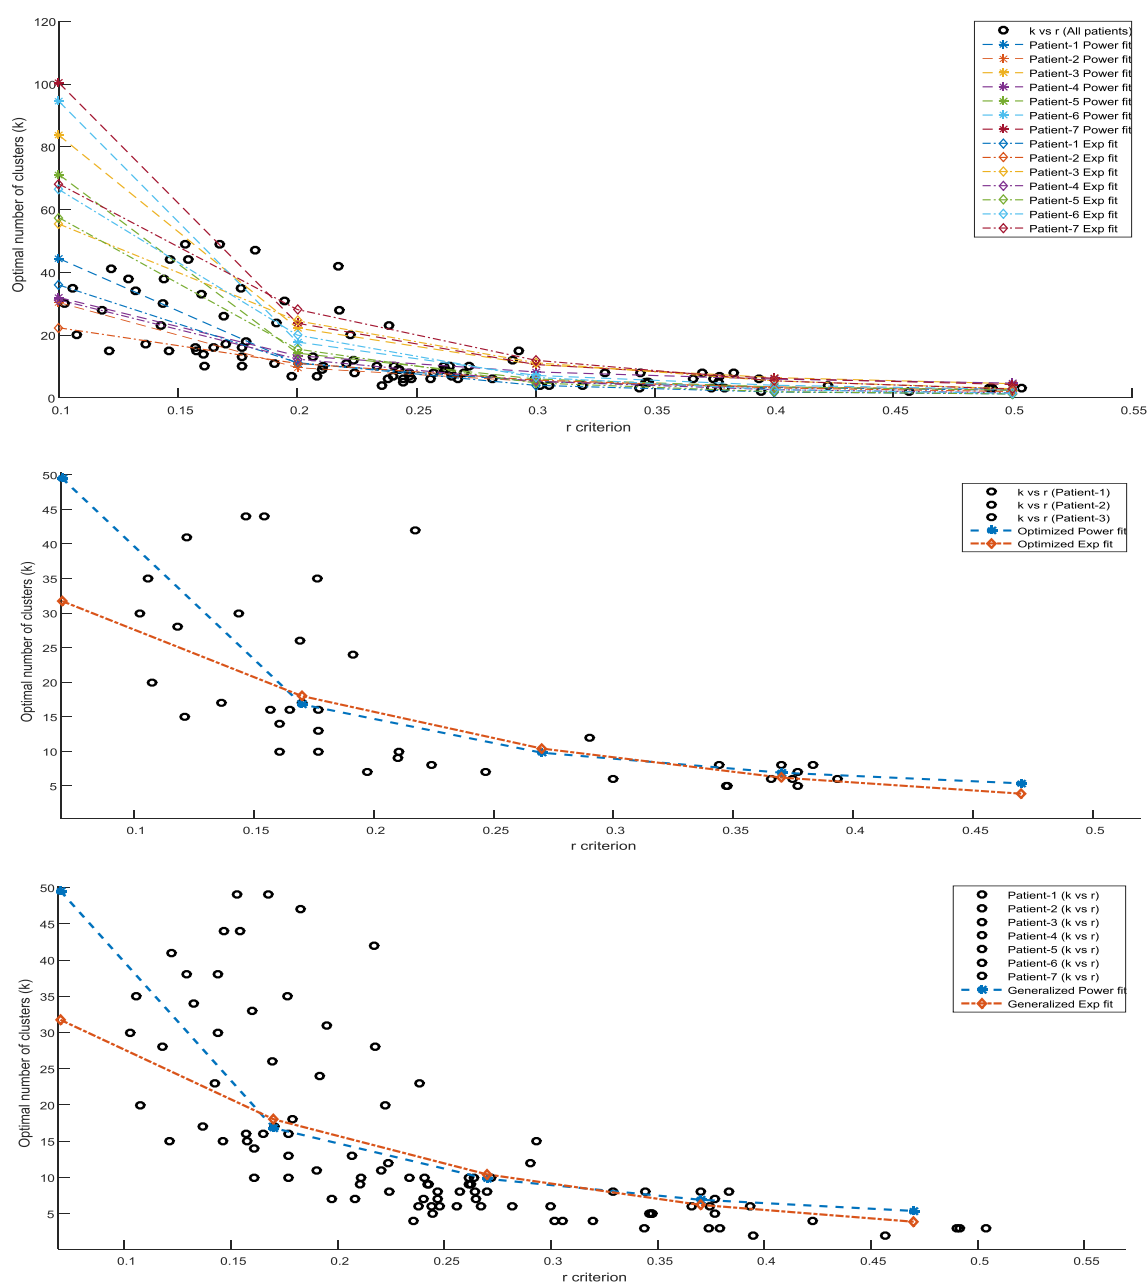 120
100
80
60
40
20
0
0.1
0.15
0.2
0.25
0.3
0.35
0.4
0.45
0.5
0.55
r criterion
Optimal number of clusters (k)
k vs r (All patients)
Patient-1 Power fit
Patient-2 Power fit
Patient-3 Power fit
Patient-4 Power fit
Patient-5 Power fit
Patient-6 Power fit
Patient-7 Power fit
Patient-1 Exp fit
Patient-2 Exp fit
Patient-3 Exp fit
Patient-4 Exp fit
Patient-5 Exp fit
Patient-6 Exp fit
Patient-7 Exp fit
50
45
40
35
30
25
20
15
10
5
0.1
0.15
0.2
0.25
0.3
0.35
0.4
0.45
0.5
r criterion
Optimal number of clusters (k)
k vs r (Patient-1)
k vs r (Patient-2)
k vs r (Patient-3)
Optimized Power fit
Optimized Exp fit
50
45
40
35
30
25
20
15
10
5
0.1
0.15
0.2
0.25
0.3
0.35
0.4
0.45
0.5
0.55
r criterion
Optimal number of clusters (k)
Patient-1 (k vs r)
Patient-2 (k vs r)
Patient-3 (k vs r)
Patient-4 (k vs r)
Patient-5 (k vs r)
Patient-6 (k vs r)
Patient-7 (k vs r)
Generalized Power fit
Generalized Exp fit